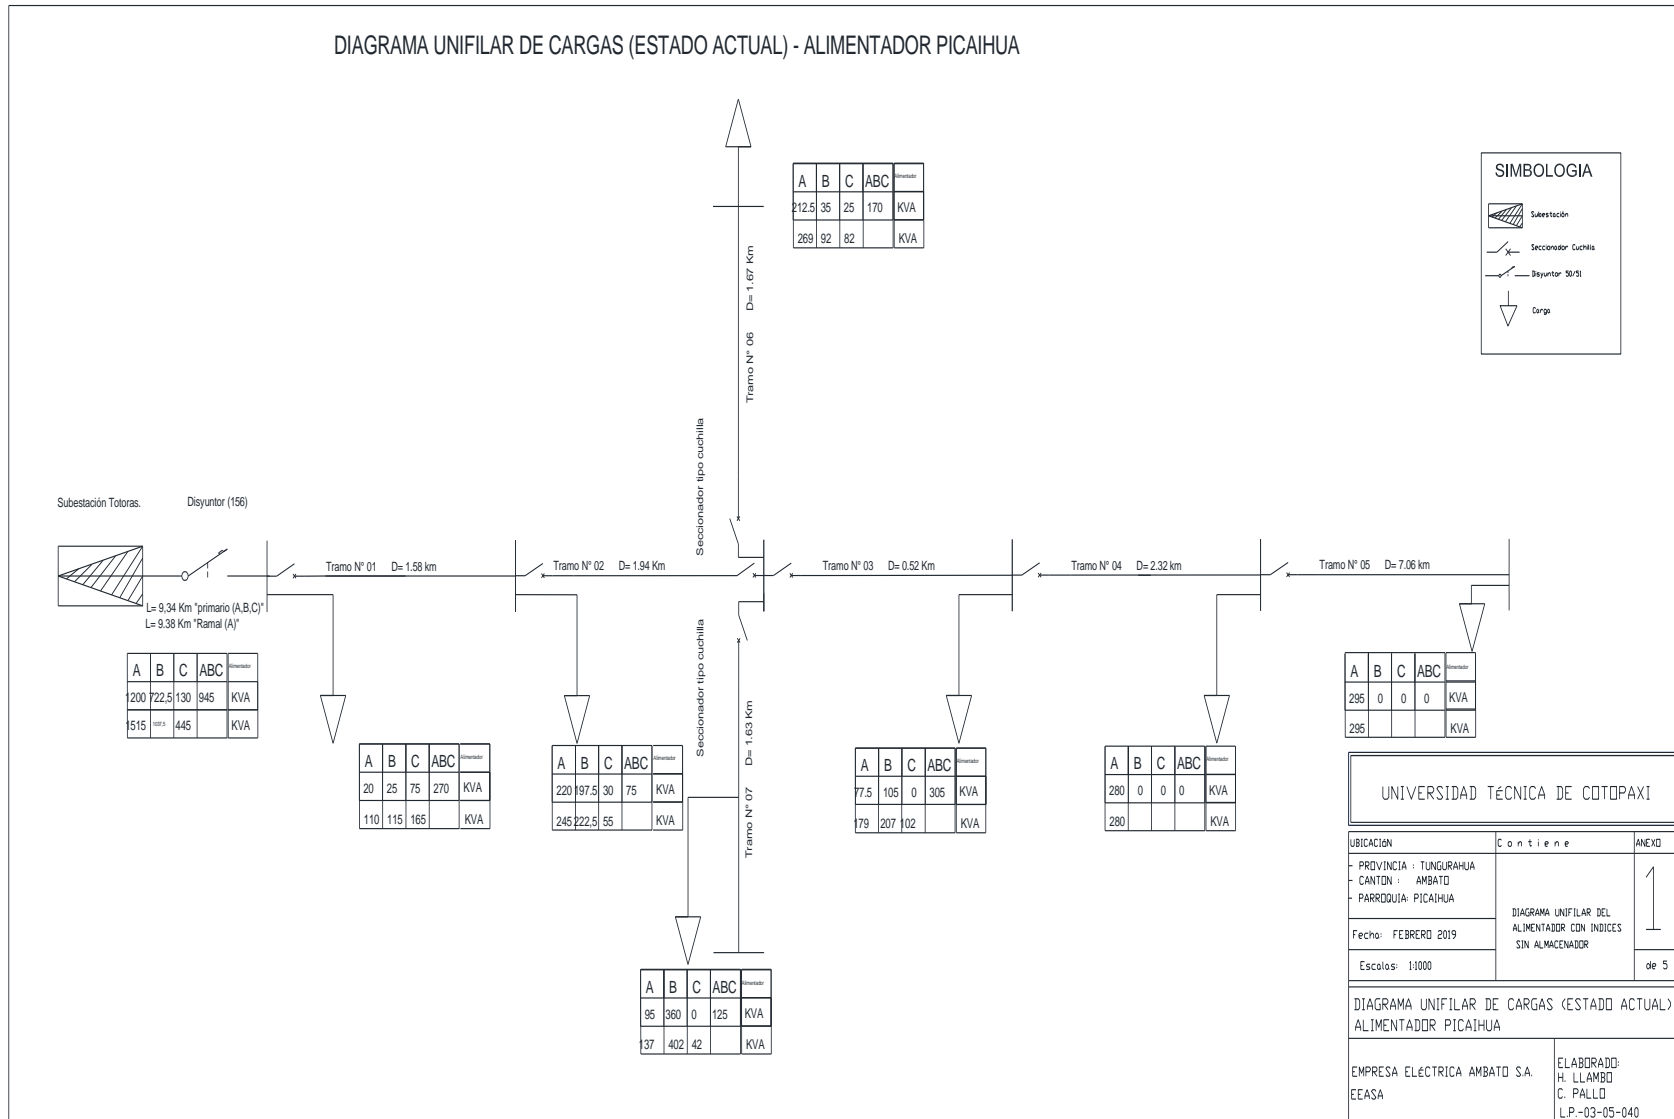 DIAGRAMA UNIFILAR DE CARGAS (ESTADO ACTUAL) - ALIMENTADOR PICAIHUA
A B C ABC Alimentador
212.5 35 25 170 KVA
269 92 82 KVA
SIMBOLOGIA
Subestación
Seccionador Cuchilla
Disyuntor 50/51
Carga
Tramo N° 06 D= 1.67 Km
Seccionador tipo cuchilla
Subestación Totoras.
Disyuntor (156)
Tramo N° 01 D= 1.58 km
Tramo N° 02 D= 1.94 Km
Tramo N° 03 D= 0.52 Km
Tramo N° 04 D= 2.32 km
Tramo N° 05 D= 7.06 km
L= 9,34 Km "primario (A,B,C)"
L= 9.38 Km "Ramal (A)"
Seccionador tipo cuchilla
Tramo N° 07 D= 1.63 Km
A B C ABC Alimentador
1200 722,5 130 945 KVA
1515 1037,5 445 KVA
A B C ABC Alimentador
20 25 75 270 KVA
110 115 165 KVA
A B C ABC Alimentador
220 197.5 30 75 KVA
245 222,5 55 KVA
A B C ABC Alimentador
77.5 105 0 305 KVA
179 207 102 KVA
A B C ABC Alimentador
280 0 0 0 KVA
280 KVA
A B C ABC Alimentador
295 0 0 0 KVA
295 KVA
A B C ABC Alimentador
95 360 0 125 KVA
137 402 42 KVA
UNIVERSIDAD TéCNICA DE COTOPAXI
UBICACIóN
- PROVINCIA : TUNGURAHUA
- CANTON : AMBATO
- PARROQUIA: PICAIHUA
Fecha: FEBRERO 2019
Escalas: 1:1000
Contiene
DIAGRAMA UNIFILAR DEL
ALIMENTADOR CON INDICES
SIN ALMACENADOR
ANEXO
1
de 5
DIAGRAMA UNIFILAR DE CARGAS (ESTADO ACTUAL)
ALIMENTADOR PICAIHUA
EMPRESA ELéCTRICA AMBATO S.A.
EEASA
ELABORADO:
H. LLAMBO
C. PALLO
L.P.-03-05-040